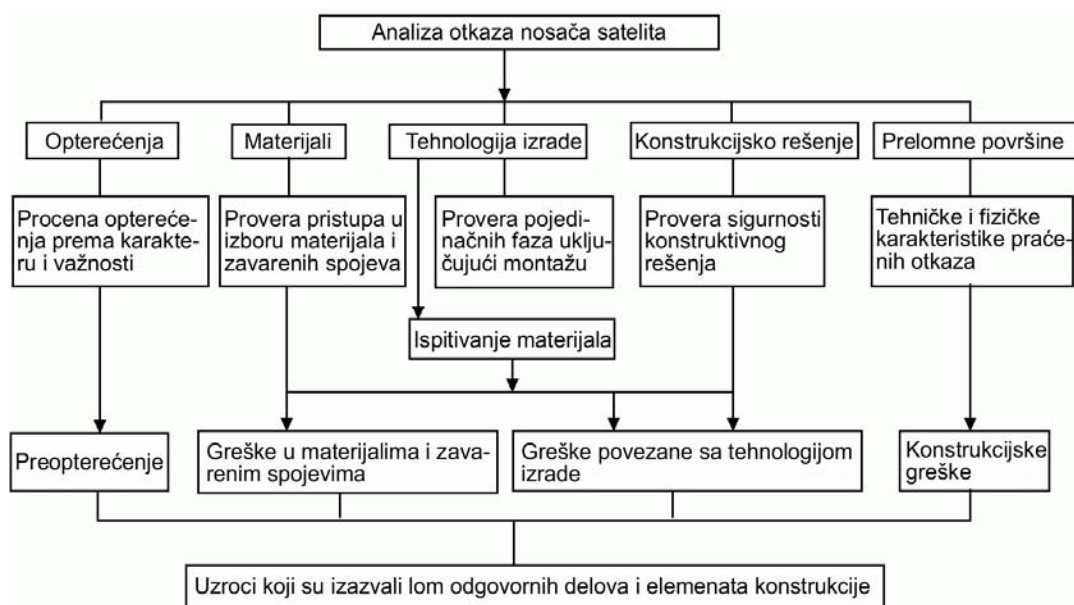 Analiza otkaza nosača satelita
Opterećenja
Materijali
Tehnologija izrade
Konstrukcijsko rešenje
Prelomne površine
Procena optereće-
nja prema karakte-
ru i važnosti
Provera pristupa u
izboru materijala i
zavarenih spojeva
Provera pojedi-
načnih faza uklju-
čujući montažu
Provera sigurnosti
konstruktivnog
rešenja
Tehničke i fizičke
karakteristike praće-
nih otkaza
Ispitivanje materijala
Preopterećenje
Greške u materijalima i zava-
renim spojevima
Greške povezane sa tehnologijom
izrade
Konstrukcijske
greške
Uzroci koji su izazvali lom odgovornih delova i elemenata konstrukcije